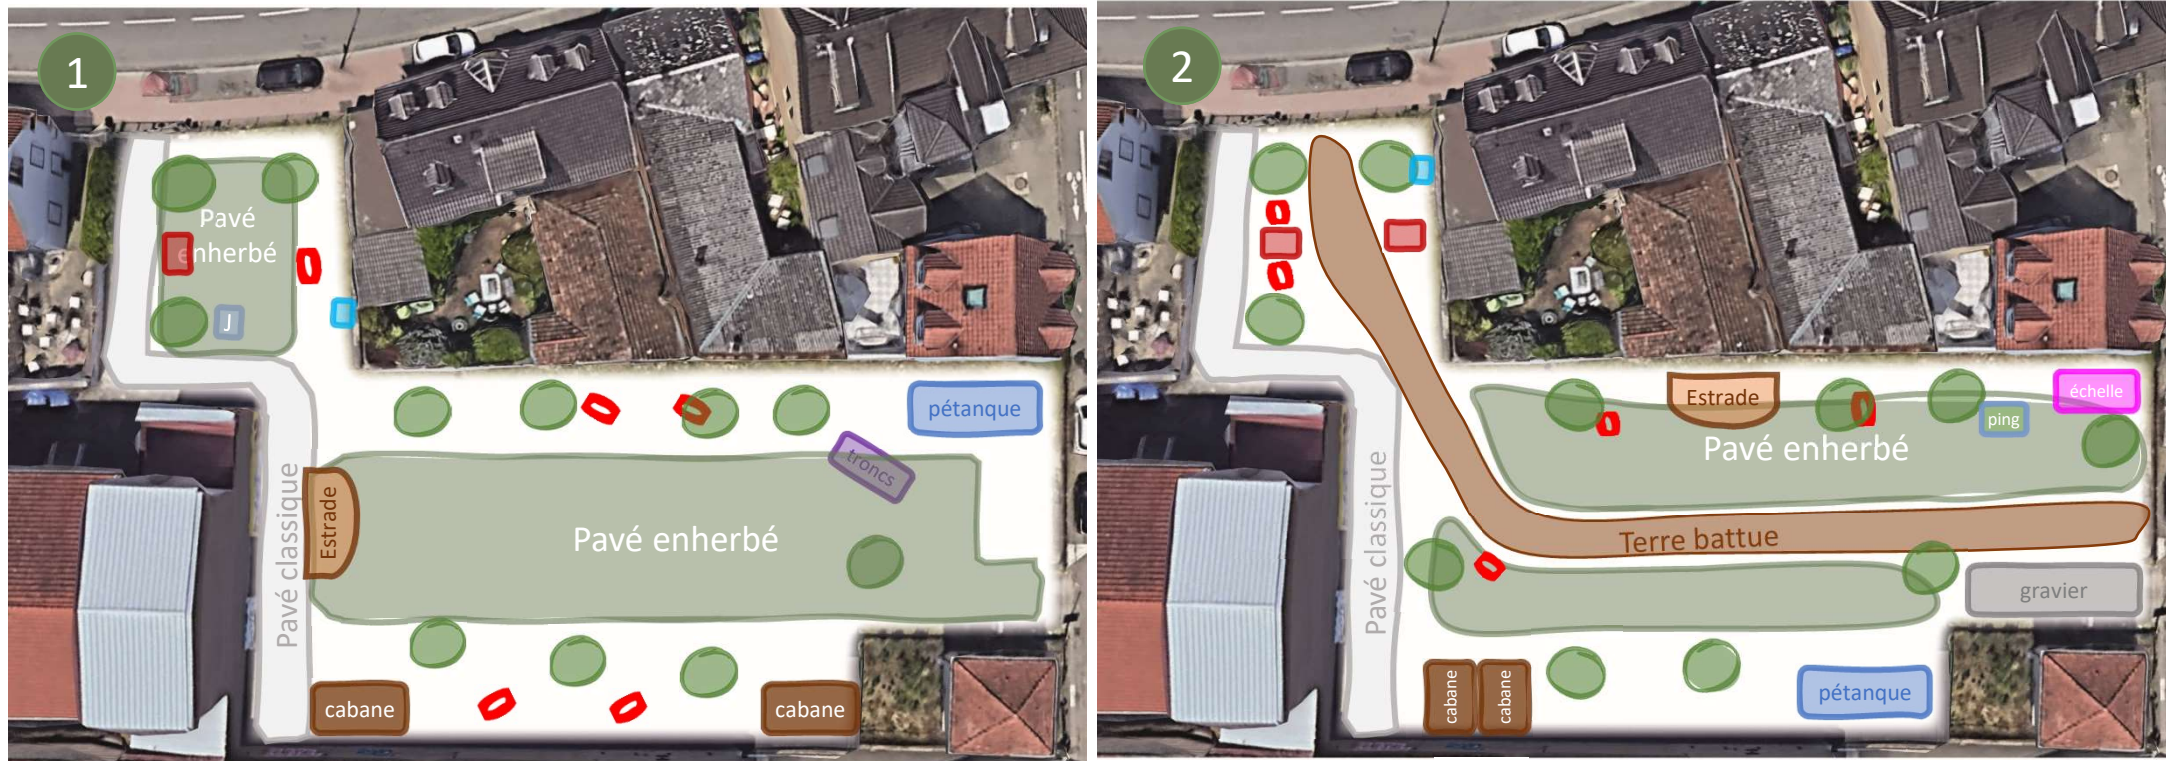 1
Pavé
enherbé
J
pétanque
troncs
Pavé classique
Estrade
Pavé enherbé
cabane
cabane
2
Estrade
échelle
ping
Pavé enherbé
Pavé classique
Terre battue
gravier
cabane
cabane
pétanque